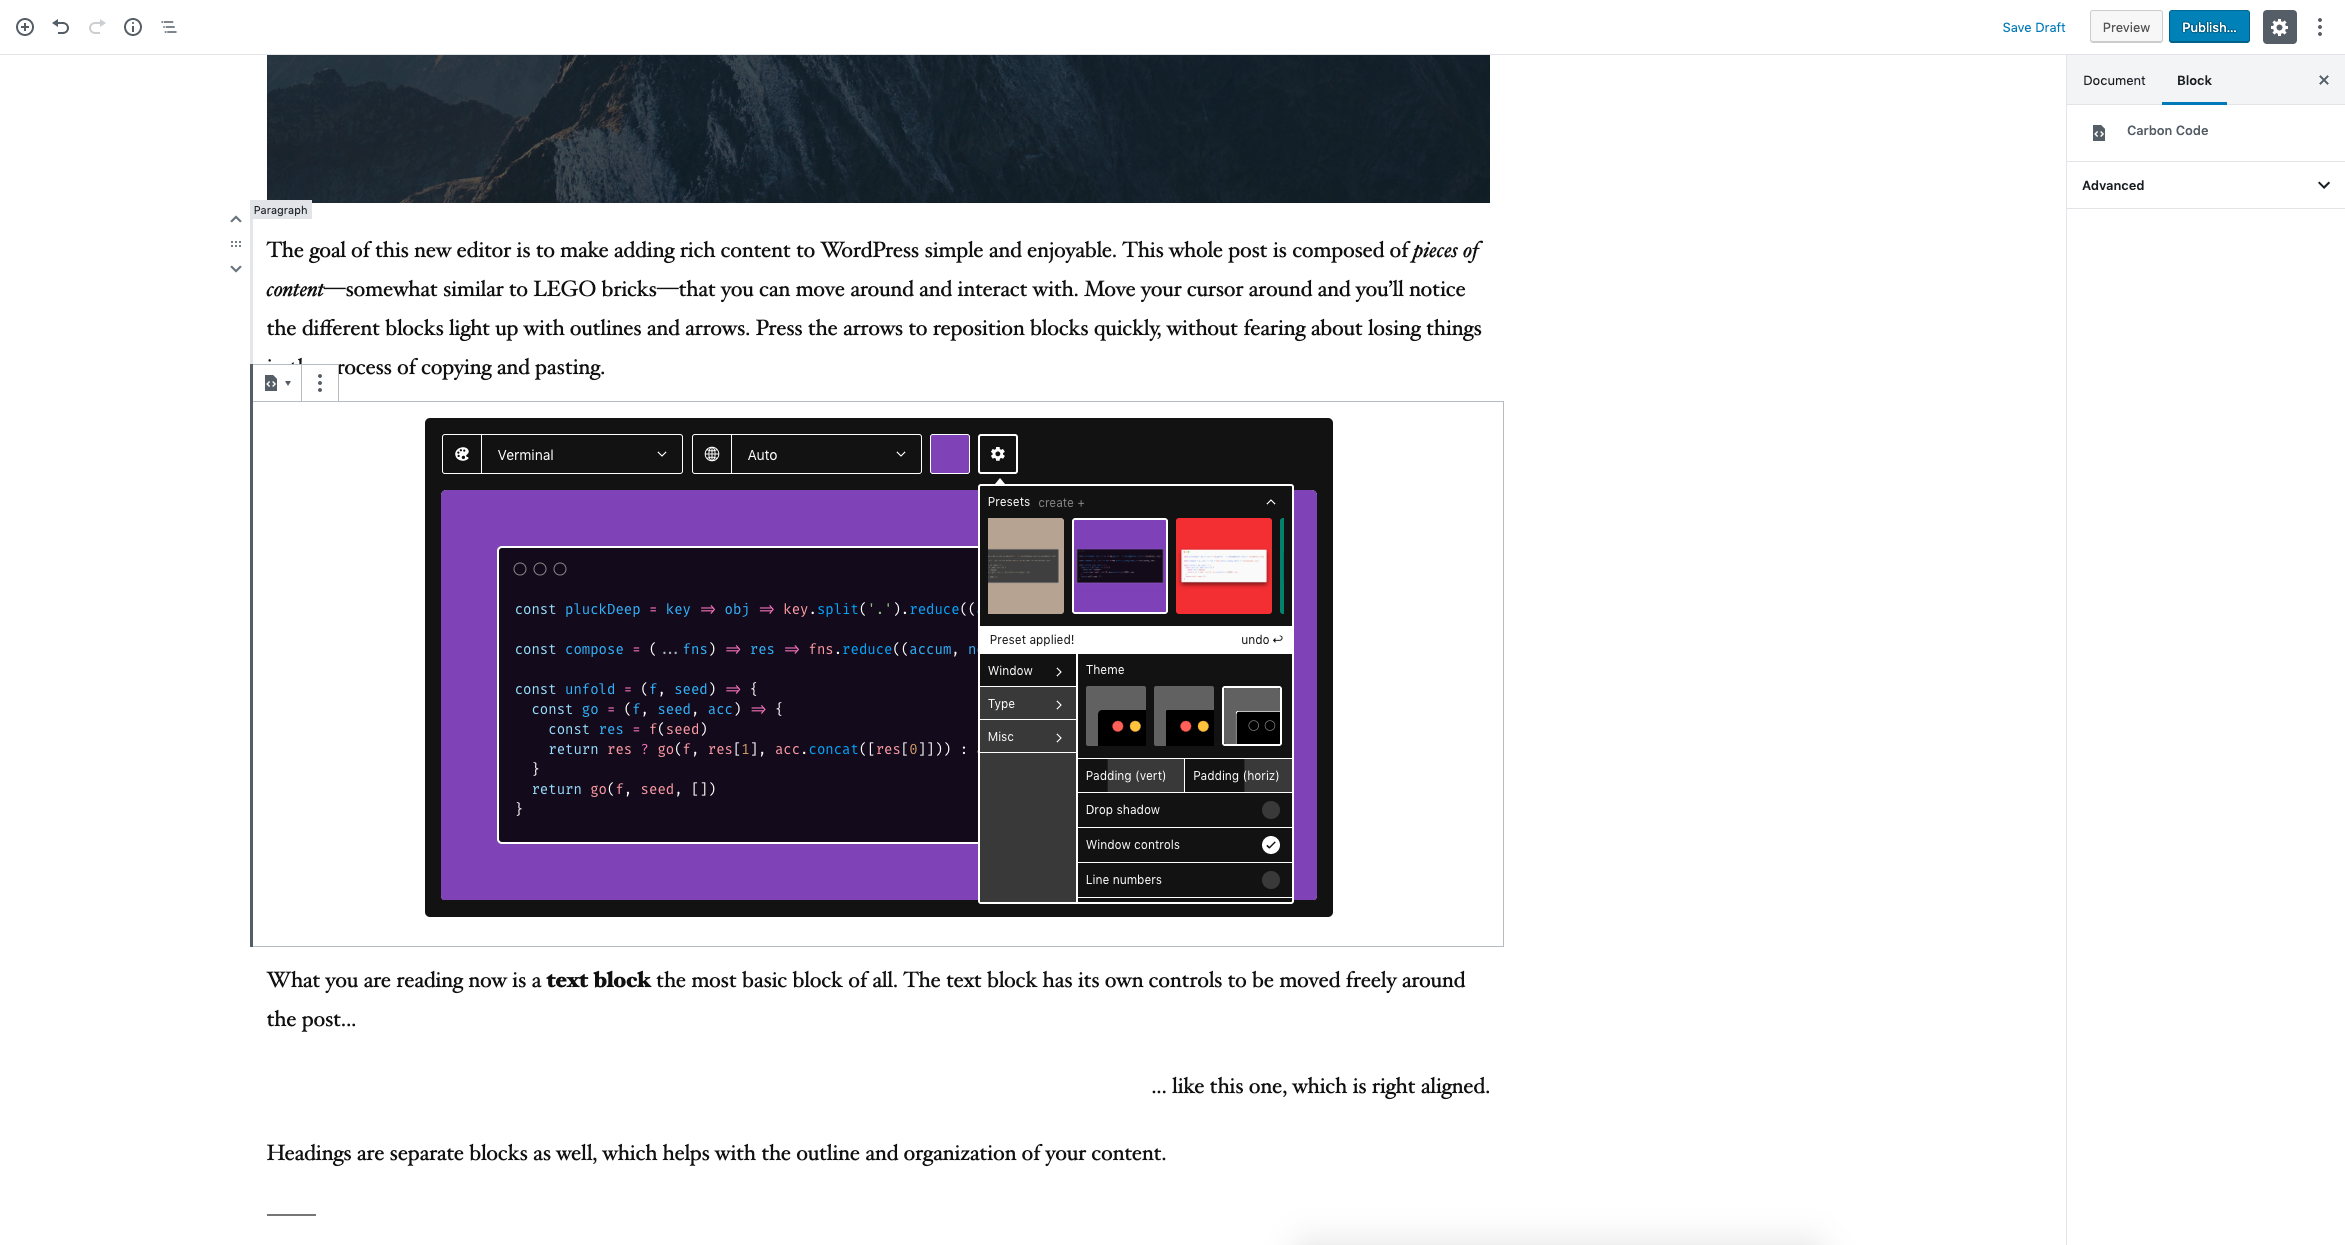 Save Draft
Preview
Publish...
Document
Block
Carbon Code
Advanced
Paragraph
The goal of this new editor is to make adding rich content to WordPress simple and enjoyable. This whole post is composed of pieces of
content—somewhat similar to LEGO bricks—that you can move around and interact with. Move your cursor around and you’ll notice
the different blocks light up with outlines and arrows. Press the arrows to reposition blocks quickly, without fearing about losing things
rocess of copying and pasting.
Verminal
Auto
Presets create +
const pluckDeep = key ⇒ obj ⇒ key.split('.').reduce((
const compose = (...fns) ⇒ res ⇒ fns.reduce((accum, n
const unfold = (f, seed) ⇒ {
const go = (f, seed, acc) ⇒ {
const res = f(seed)
return res ? go(f, res[1], acc.concat([res[0]])) :
}
return go(f, seed, [])
}
Preset applied!
undo ↩
Window
Type
Misc
Theme
Padding (vert)
Padding (horiz)
Drop shadow
Window controls
Line numbers
What you are reading now is a text block the most basic block of all. The text block has its own controls to be moved freely around
the post…
… like this one, which is right aligned.
Headings are separate blocks as well, which helps with the outline and organization of your content.